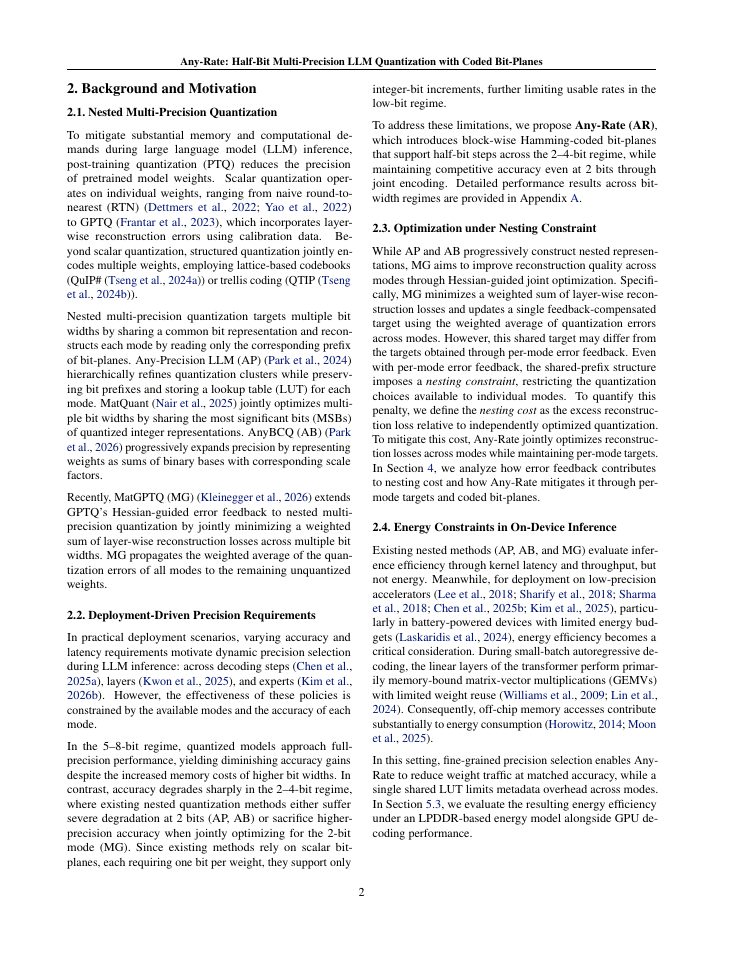 Any-Rate: Half-Bit Multi-Precision LLM Quantization with Coded Bit-Planes
2. Background and Motivation
2.1. Nested Multi-Precision Quantization
To mitigate substantial memory and computational de-
mands during large language model (LLM) inference,
post-training quantization (PTQ) reduces the precision
of pretrained model weights. Scalar quantization oper-
ates on individual weights, ranging from naive round-to-
nearest (RTN) (Dettmers et al., 2022; Yao et al., 2022)
to GPTQ (Frantar et al., 2023), which incorporates layer-
wise reconstruction errors using calibration data. Be-
yond scalar quantization, structured quantization jointly en-
codes multiple weights, employing lattice-based codebooks
(QuIP# (Tseng et al., 2024a)) or trellis coding (QTIP (Tseng
et al., 2024b)).
Nested multi-precision quantization targets multiple bit
widths by sharing a common bit representation and recon-
structs each mode by reading only the corresponding prefix
of bit-planes. Any-Precision LLM (AP) (Park et al., 2024)
hierarchically refines quantization clusters while preserv-
ing bit prefixes and storing a lookup table (LUT) for each
mode. MatQuant (Nair et al., 2025) jointly optimizes multi-
ple bit widths by sharing the most significant bits (MSBs)
of quantized integer representations. AnyBCQ (AB) (Park
et al., 2026) progressively expands precision by representing
weights as sums of binary bases with corresponding scale
factors.
Recently, MatGPTQ (MG) (Kleinegger et al., 2026) extends
GPTQ's Hessian-guided error feedback to nested multi-
precision quantization by jointly minimizing a weighted
sum of layer-wise reconstruction losses across multiple bit
widths. MG propagates the weighted average of the quan-
tization errors of all modes to the remaining unquantized
weights.
2.2. Deployment-Driven Precision Requirements
In practical deployment scenarios, varying accuracy and
latency requirements motivate dynamic precision selection
during LLM inference: across decoding steps (Chen et al.,
2025a), layers (Kwon et al., 2025), and experts (Kim et al.,
2026b). However, the effectiveness of these policies is
constrained by the available modes and the accuracy of each
mode.
In the 5–8-bit regime, quantized models approach full-
precision performance, yielding diminishing accuracy gains
despite the increased memory costs of higher bit widths. In
contrast, accuracy degrades sharply in the 2–4-bit regime,
where existing nested quantization methods either suffer
severe degradation at 2 bits (AP, AB) or sacrifice higher-
precision accuracy when jointly optimizing for the 2-bit
mode (MG). Since existing methods rely on scalar bit-
planes, each requiring one bit per weight, they support only
integer-bit increments, further limiting usable rates in the
low-bit regime.
To address these limitations, we propose Any-Rate (AR),
which introduces block-wise Hamming-coded bit-planes
that support half-bit steps across the 2–4-bit regime, while
maintaining competitive accuracy even at 2 bits through
joint encoding. Detailed performance results across bit-
width regimes are provided in Appendix A.
2.3. Optimization under Nesting Constraint
While AP and AB progressively construct nested represen-
tations, MG aims to improve reconstruction quality across
modes through Hessian-guided joint optimization. Specifi-
cally, MG minimizes a weighted sum of layer-wise recon-
struction losses and updates a single feedback-compensated
target using the weighted average of quantization errors
across modes. However, this shared target may differ from
the targets obtained through per-mode error feedback. Even
with per-mode error feedback, the shared-prefix structure
imposes a nesting constraint, restricting the quantization
choices available to individual modes. To quantify this
penalty, we define the nesting cost as the excess reconstruc-
tion loss relative to independently optimized quantization.
To mitigate this cost, Any-Rate jointly optimizes reconstruc-
tion losses across modes while maintaining per-mode targets.
In Section 4, we analyze how error feedback contributes
to nesting cost and how Any-Rate mitigates it through per-
mode targets and coded bit-planes.
2.4. Energy Constraints in On-Device Inference
Existing nested methods (AP, AB, and MG) evaluate infer-
ence efficiency through kernel latency and throughput, but
not energy. Meanwhile, for deployment on low-precision
accelerators (Lee et al., 2018; Sharify et al., 2018; Sharma
et al., 2018; Chen et al., 2025b; Kim et al., 2025), particu-
larly in battery-powered devices with limited energy bud-
gets (Laskaridis et al., 2024), energy efficiency becomes a
critical consideration. During small-batch autoregressive de-
coding, the linear layers of the transformer perform primar-
ily memory-bound matrix-vector multiplications (GEMVs)
with limited weight reuse (Williams et al., 2009; Lin et al.,
2024). Consequently, off-chip memory accesses contribute
substantially to energy consumption (Horowitz, 2014; Moon
et al., 2025).
In this setting, fine-grained precision selection enables Any-
Rate to reduce weight traffic at matched accuracy, while a
single shared LUT limits metadata overhead across modes.
In Section 5.3, we evaluate the resulting energy efficiency
under an LPDDR-based energy model alongside GPU de-
coding performance.
2